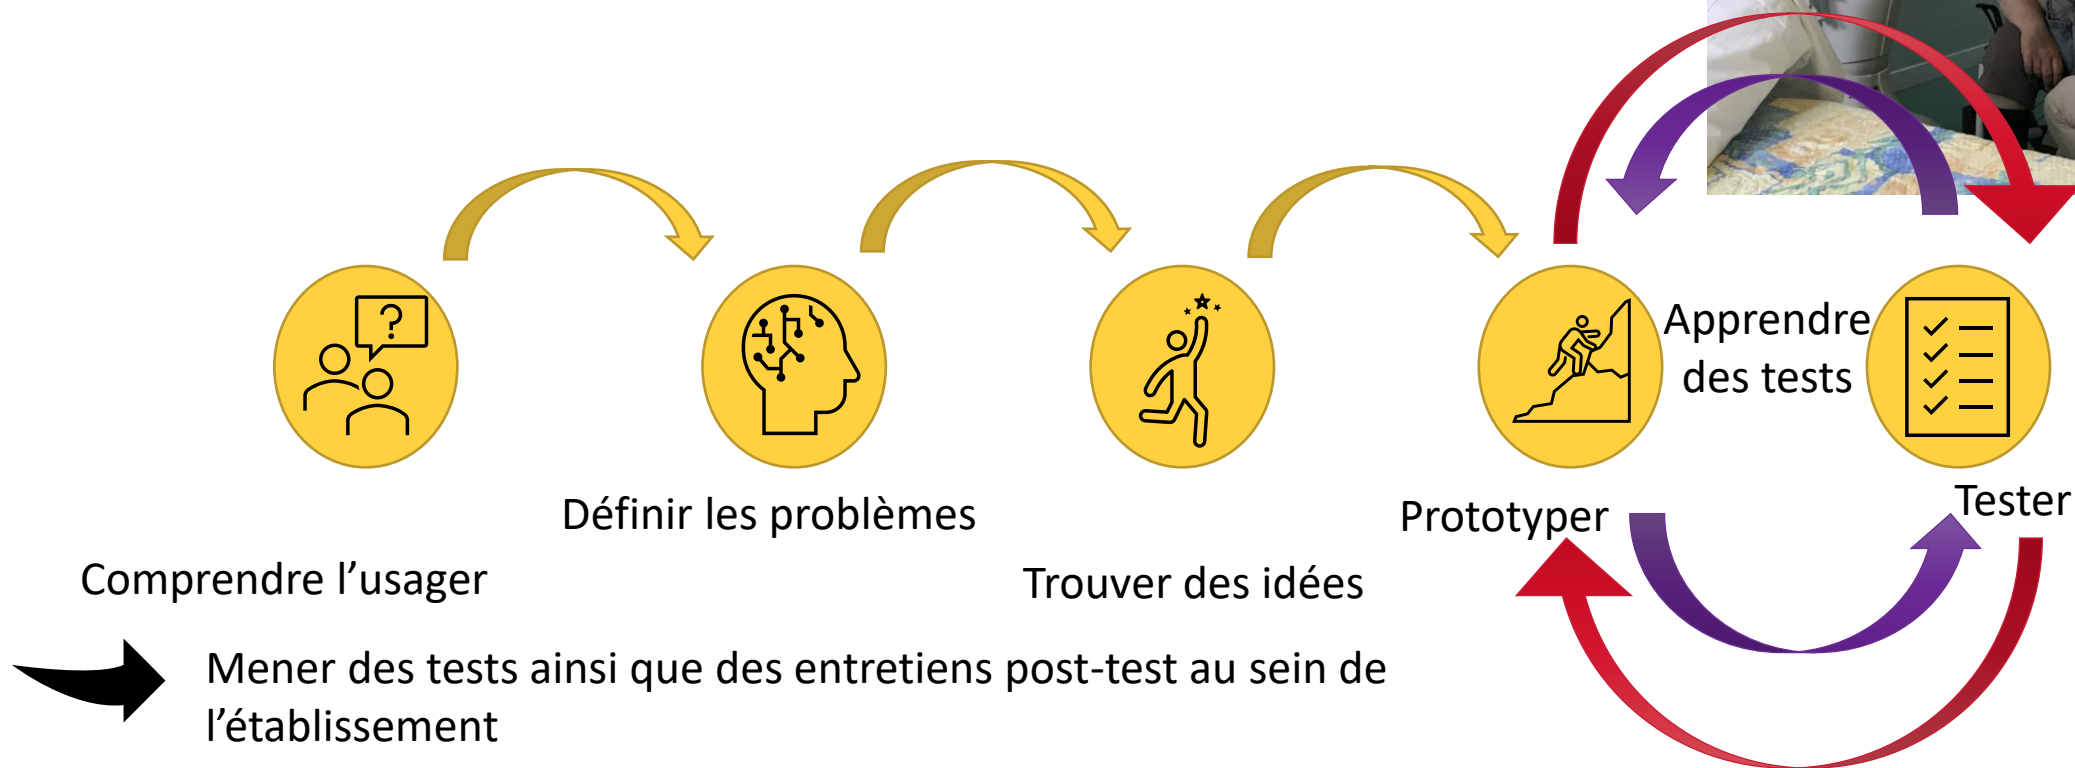 ?
Apprendre
des tests
Définir les problèmes
Prototyper
Tester
Comprendre l’usager
Trouver des idées
Mener des tests ainsi que des entretiens post-test au sein de
l’établissement